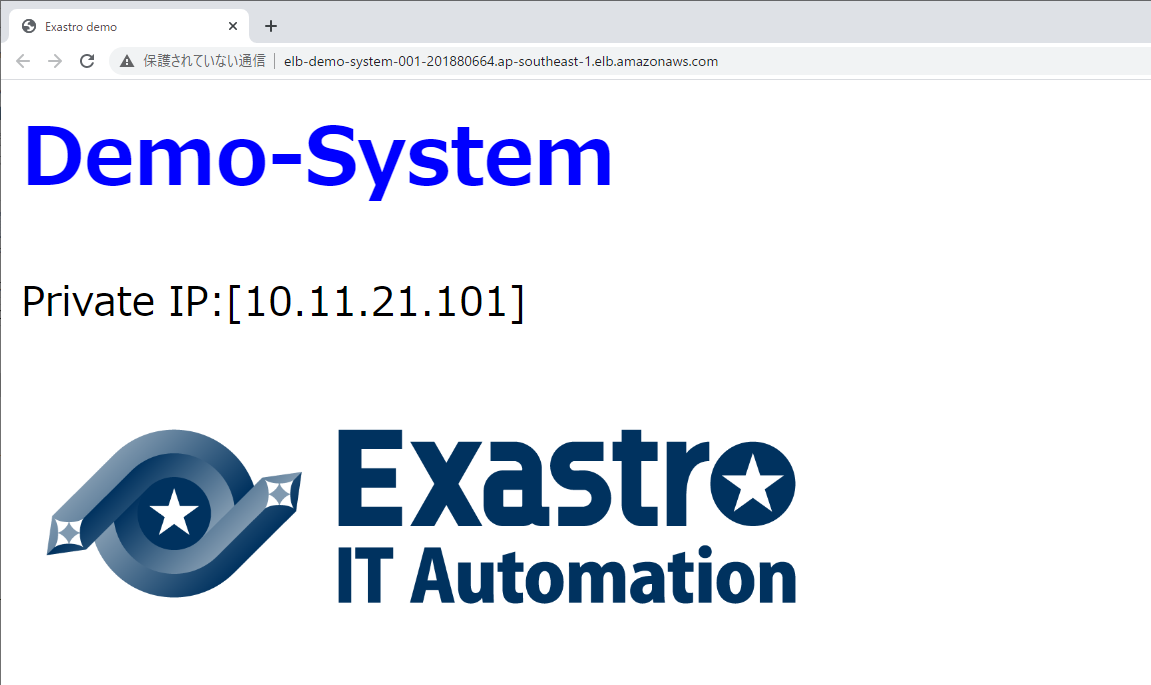 Exastro demo
保護されていない通信 elb-demo-system-001-201880664.ap-southeast-1.elb.amazonaws.com
Demo-System
Private IP:[10.11.21.101]
Exastro
IT Automation